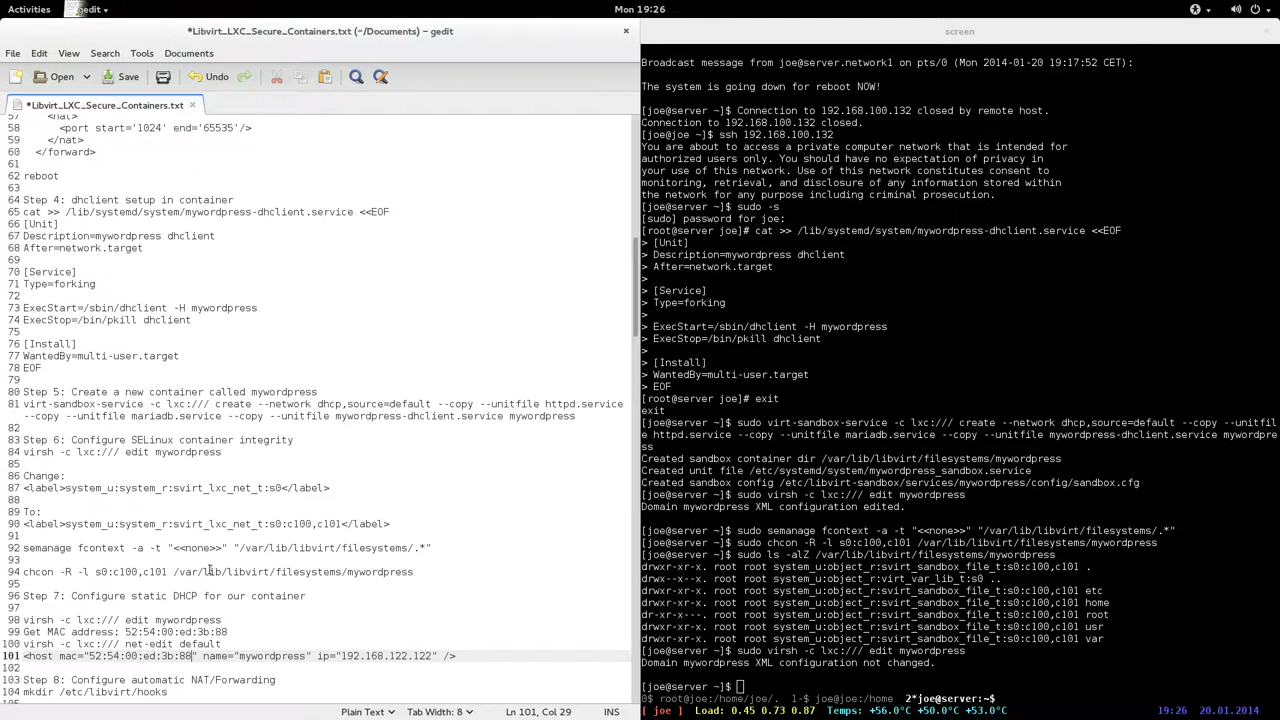 Activities
gedit
Mon 19:26
*Libvirt_LXC_Secure_Containers.txt (~/Documents) - gedit
File Edit View Search Tools Documents
Open
Save
Undo
*Libvirt_LXC_Secure_Containers.txt
<nat>
58 <port start='1024' end='65535'/>
59 </nat>
60 </forward>
61
62 reboot
63
64 Step 4: dhclient setup in container
65 cat >> /lib/systemd/system/mywordpress-dhclient.service <<EOF
66 [Unit]
67 Description=mywordpress dhclient
68 After=network.target
69
70 [Service]
71 Type=forking
72
73 ExecStart=/sbin/dhclient -H mywordpress
74 ExecStop=/bin/pkill dhclient
75
76 [Install]
77 WantedBy=multi-user.target
78 EOF
79
80 Step 5: Create a new container called mywordpress
81 virt-sandbox-service -c lxc:/// create --network dhcp,source=default --copy --unitfile httpd.service
--copy --unitfile mariadb.service --copy --unitfile mywordpress-dhclient.service mywordpress
82
83 Step 6: Configure SELinux container integrity
84 virsh -c lxc:/// edit mywordpress
85
86 Change:
87 <label>system_u:system_r:svirt_lxc_net_t:s0</label>
88
89 To:
90 <label>system_u:system_r:svirt_lxc_net_t:s0:c100,c101</label>
91
92 semanage fcontext -a -t "<<none>>" "/var/lib/libvirt/filesystems/.*"
93
94 chcon -R -l s0:c100,c101 /var/lib/libvirt/filesystems/mywordpress
95
96 Step 7: Configure static DHCP for our container
97
98 virsh -c lxc:/// edit mywordpress
99 Get MAC address: 52:54:00:ed:3b:88
100 virsh -c lxc:/// net-edit default
101 <host mac="52:54:00:ed:3b:88" name="mywordpress" ip="192.168.122.122" />
102
103 Step 8: Configure automatic NAT/Forwarding
104 mkdir /etc/libvirt/hooks
105
Plain Text
Tab Width: 8
Ln 101, Col 29
INS
screen
Broadcast message from joe@server.network1 on pts/0 (Mon 2014-01-20 19:17:52 CET):
The system is going down for reboot NOW!
[joe@server ~]$ Connection to 192.168.100.132 closed by remote host.
Connection to 192.168.100.132 closed.
[joe@joe ~]$ ssh 192.168.100.132
You are about to access a private computer network that is intended for
authorized users only. You should have no expectation of privacy in
your use of this network. Use of this network constitutes consent to
monitoring, retrieval, and disclosure of any information stored within
the network for any purpose including criminal prosecution.
[joe@server ~]$ sudo -s
[sudo] password for joe:
[root@server joe]# cat >> /lib/systemd/system/mywordpress-dhclient.service <<EOF
> [Unit]
> Description=mywordpress dhclient
> After=network.target
>
> [Service]
> Type=forking
>
> ExecStart=/sbin/dhclient -H mywordpress
> ExecStop=/bin/pkill dhclient
>
> [Install]
> WantedBy=multi-user.target
> EOF
[root@server joe]# exit
exit
[joe@server ~]$ sudo virt-sandbox-service -c lxc:/// create --network dhcp,source=default --copy --unitfil
e httpd.service --copy --unitfile mariadb.service --copy --unitfile mywordpress-dhclient.service mywordpre
ss
Created sandbox container dir /var/lib/libvirt/filesystems/mywordpress
Created unit file /etc/systemd/system/mywordpress_sandbox.service
Created sandbox config /etc/libvirt-sandbox/services/mywordpress/config/sandbox.cfg
[joe@server ~]$ sudo virsh -c lxc:/// edit mywordpress
Domain mywordpress XML configuration edited.
[joe@server ~]$ sudo semanage fcontext -a -t "<<none>>" "/var/lib/libvirt/filesystems/.*"
[joe@server ~]$ sudo chcon -R -l s0:c100,c101 /var/lib/libvirt/filesystems/mywordpress
[joe@server ~]$ sudo ls -alZ /var/lib/libvirt/filesystems/mywordpress
drwxr-xr-x. root root system_u:object_r:svirt_sandbox_file_t:s0:c100,c101 .
drwx--x--x. root root system_u:object_r:virt_var_lib_t:s0 ..
drwxr-xr-x. root root system_u:object_r:svirt_sandbox_file_t:s0:c100,c101 etc
drwxr-xr-x. root root system_u:object_r:svirt_sandbox_file_t:s0:c100,c101 home
dr-xr-x---. root root system_u:object_r:svirt_sandbox_file_t:s0:c100,c101 root
drwxr-xr-x. root root system_u:object_r:svirt_sandbox_file_t:s0:c100,c101 usr
drwxr-xr-x. root root system_u:object_r:svirt_sandbox_file_t:s0:c100,c101 var
[joe@server ~]$ sudo virsh -c lxc:/// edit mywordpress
Domain mywordpress XML configuration not changed.
[joe@server ~]$
0$ root@joe:/home/joe/. 1-$ joe@joe:/home 2*joe@server:~$
[ joe ] Load: 0.45 0.73 0.87 Temps: +56.0°C +50.0°C +53.0°C 19:26 20.01.2014